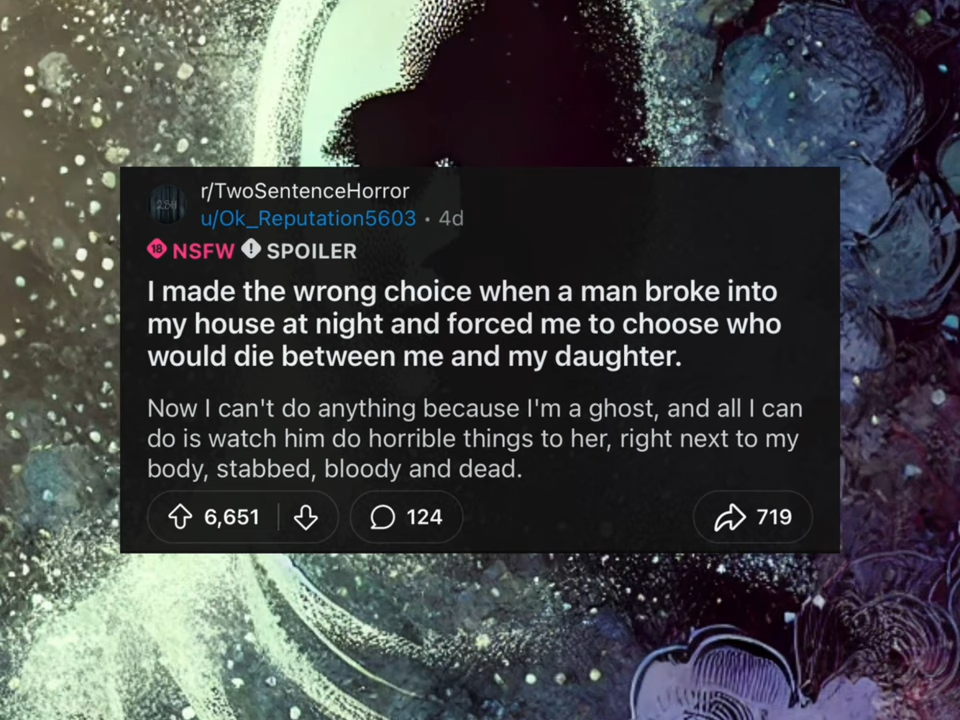 r/TwoSentenceHorror
u/Ok_Reputation5603 · 4d
18 NSFW ! SPOILER
I made the wrong choice when a man broke into
my house at night and forced me to choose who
would die between me and my daughter.
Now I can't do anything because I'm a ghost, and all I can
do is watch him do horrible things to her, right next to my
body, stabbed, bloody and dead.
6,651 124 719